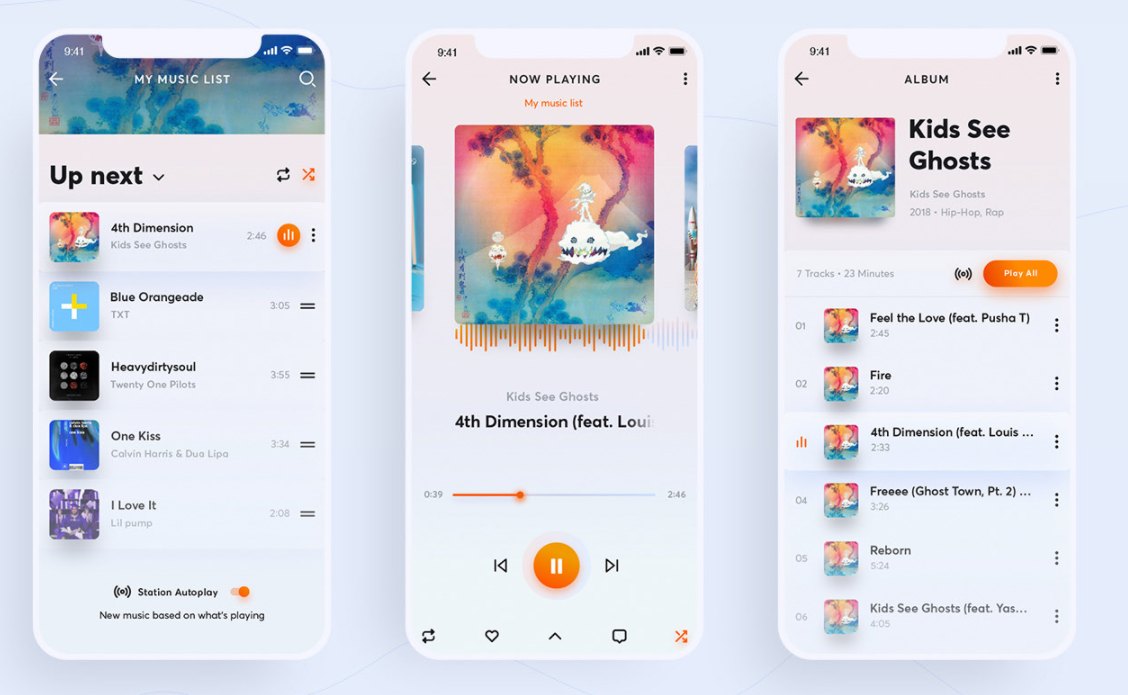 9:41
MY MUSIC LIST
Up next
4th Dimension
Kids See Ghosts
2:46
Blue Orangeade
TXT
3:05
Heavydirtysoul
Twenty One Pilots
3:55
One Kiss
Calvin Harris & Dua Lipa
3:34
I Love It
Lil pump
2:08
Station Autoplay
New music based on what's playing
9:41
NOW PLAYING
My music list
Kids See Ghosts
4th Dimension (feat. Loui
0:39
2:46
9:41
ALBUM
Kids See
Ghosts
Kids See Ghosts
2018 • Hip-Hop, Rap
7 Tracks • 23 Minutes
Play All
01
Feel the Love (feat. Pusha T)
2:45
02
Fire
2:20
4th Dimension (feat. Louis ...
2:33
04
Freeee (Ghost Town, Pt. 2) ...
3:26
05
Reborn
5:24
06
Kids See Ghosts (feat. Yas...
4:05